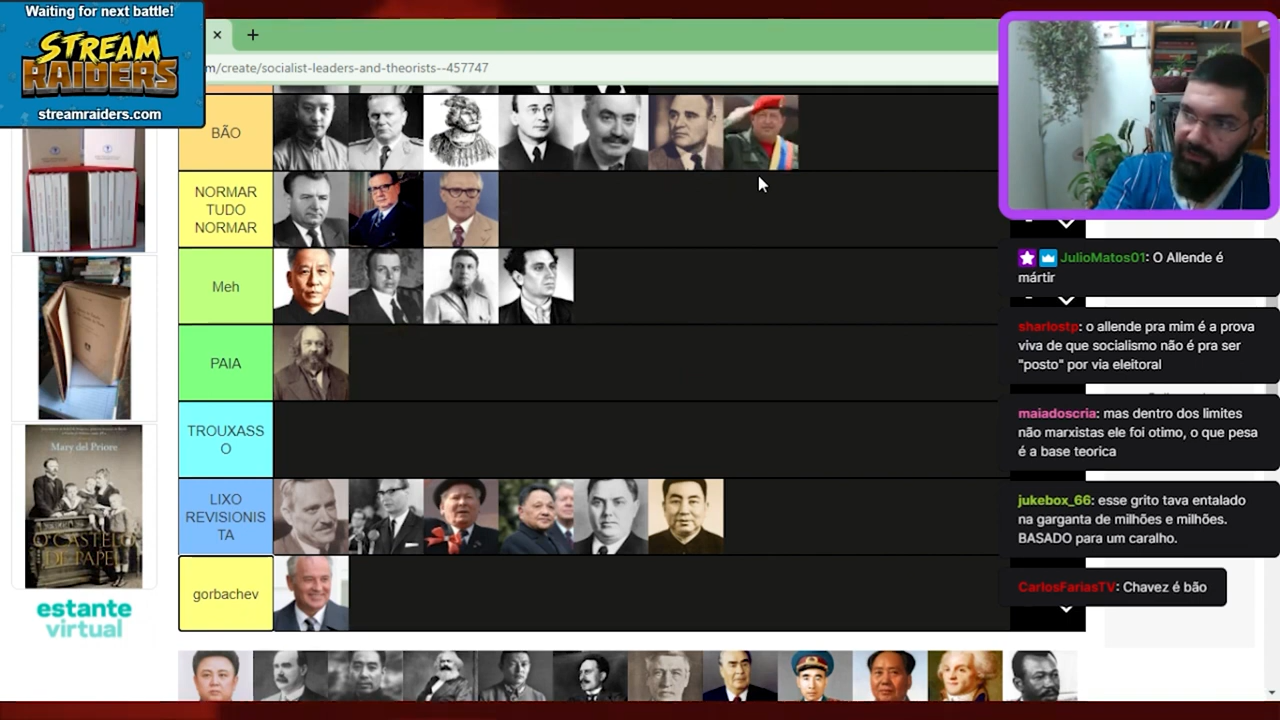 Waiting for next battle!
STREAM
RAIDERS
streamraiders.com
m/create/socialist-leaders-and-theorists--457747
BÃO
NORMAR
TUDO
NORMAR
Meh
PAIA
TROUXASS
O
LIXO
REVISIONIS
TA
gorbachev
Mary del Priore
O CASTELO
DE PAPEL
estante
virtual
JulioMatos01: O Allende é
mártir
sharlostp: o allende pra mim é a prova
viva de que socialismo não é pra ser
"posto" por via eleitoral
maiadoscria: mas dentro dos limites
não marxistas ele foi otimo, o que pesa
é a base teorica
jukebox_66: esse grito tava entalado
na garganta de milhões e milhões.
BASADO para um caralho.
CarlosFariasTV: Chavez é bão